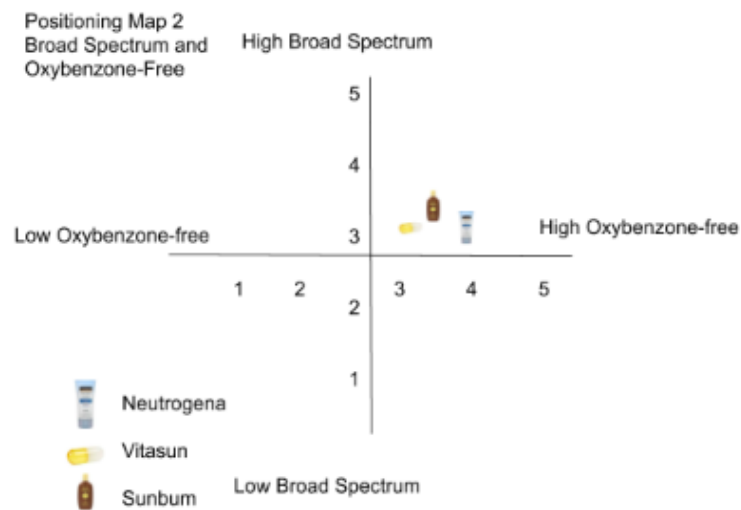 Positioning Map 2
Broad Spectrum and
Oxybenzone-Free
High Broad Spectrum
5
4
Low Oxybenzone-free
3
High Oxybenzone-free
1 2 3 4 5
2
1
Neutrogena
Vitasun
Sunbum
Low Broad Spectrum